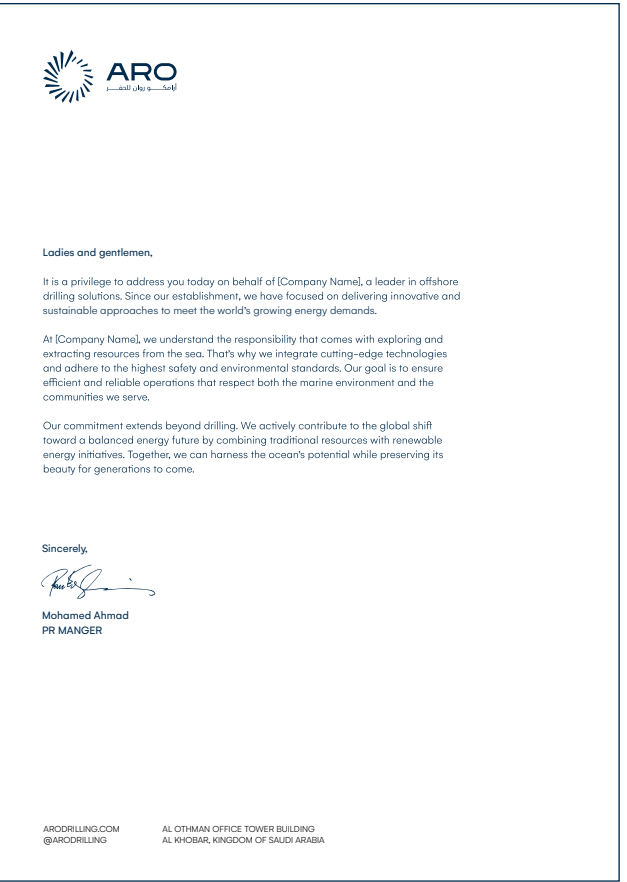 ARO
أرامكـــو روان للحفـــر
Ladies and gentlemen,
It is a privilege to address you today on behalf of [Company Name], a leader in offshore
drilling solutions. Since our establishment, we have focused on delivering innovative and
sustainable approaches to meet the world's growing energy demands.
At [Company Name], we understand the responsibility that comes with exploring and
extracting resources from the sea. That's why we integrate cutting-edge technologies
and adhere to the highest safety and environmental standards. Our goal is to ensure
efficient and reliable operations that respect both the marine environment and the
communities we serve.
Our commitment extends beyond drilling. We actively contribute to the global shift
toward a balanced energy future by combining traditional resources with renewable
energy initiatives. Together, we can harness the ocean's potential while preserving its
beauty for generations to come.
Sincerely,
Mohamed Ahmad
PR MANGER
ARODRILLING.COM
@ARODRILLING
AL OTHMAN OFFICE TOWER BUILDING
AL KHOBAR, KINGDOM OF SAUDI ARABIA